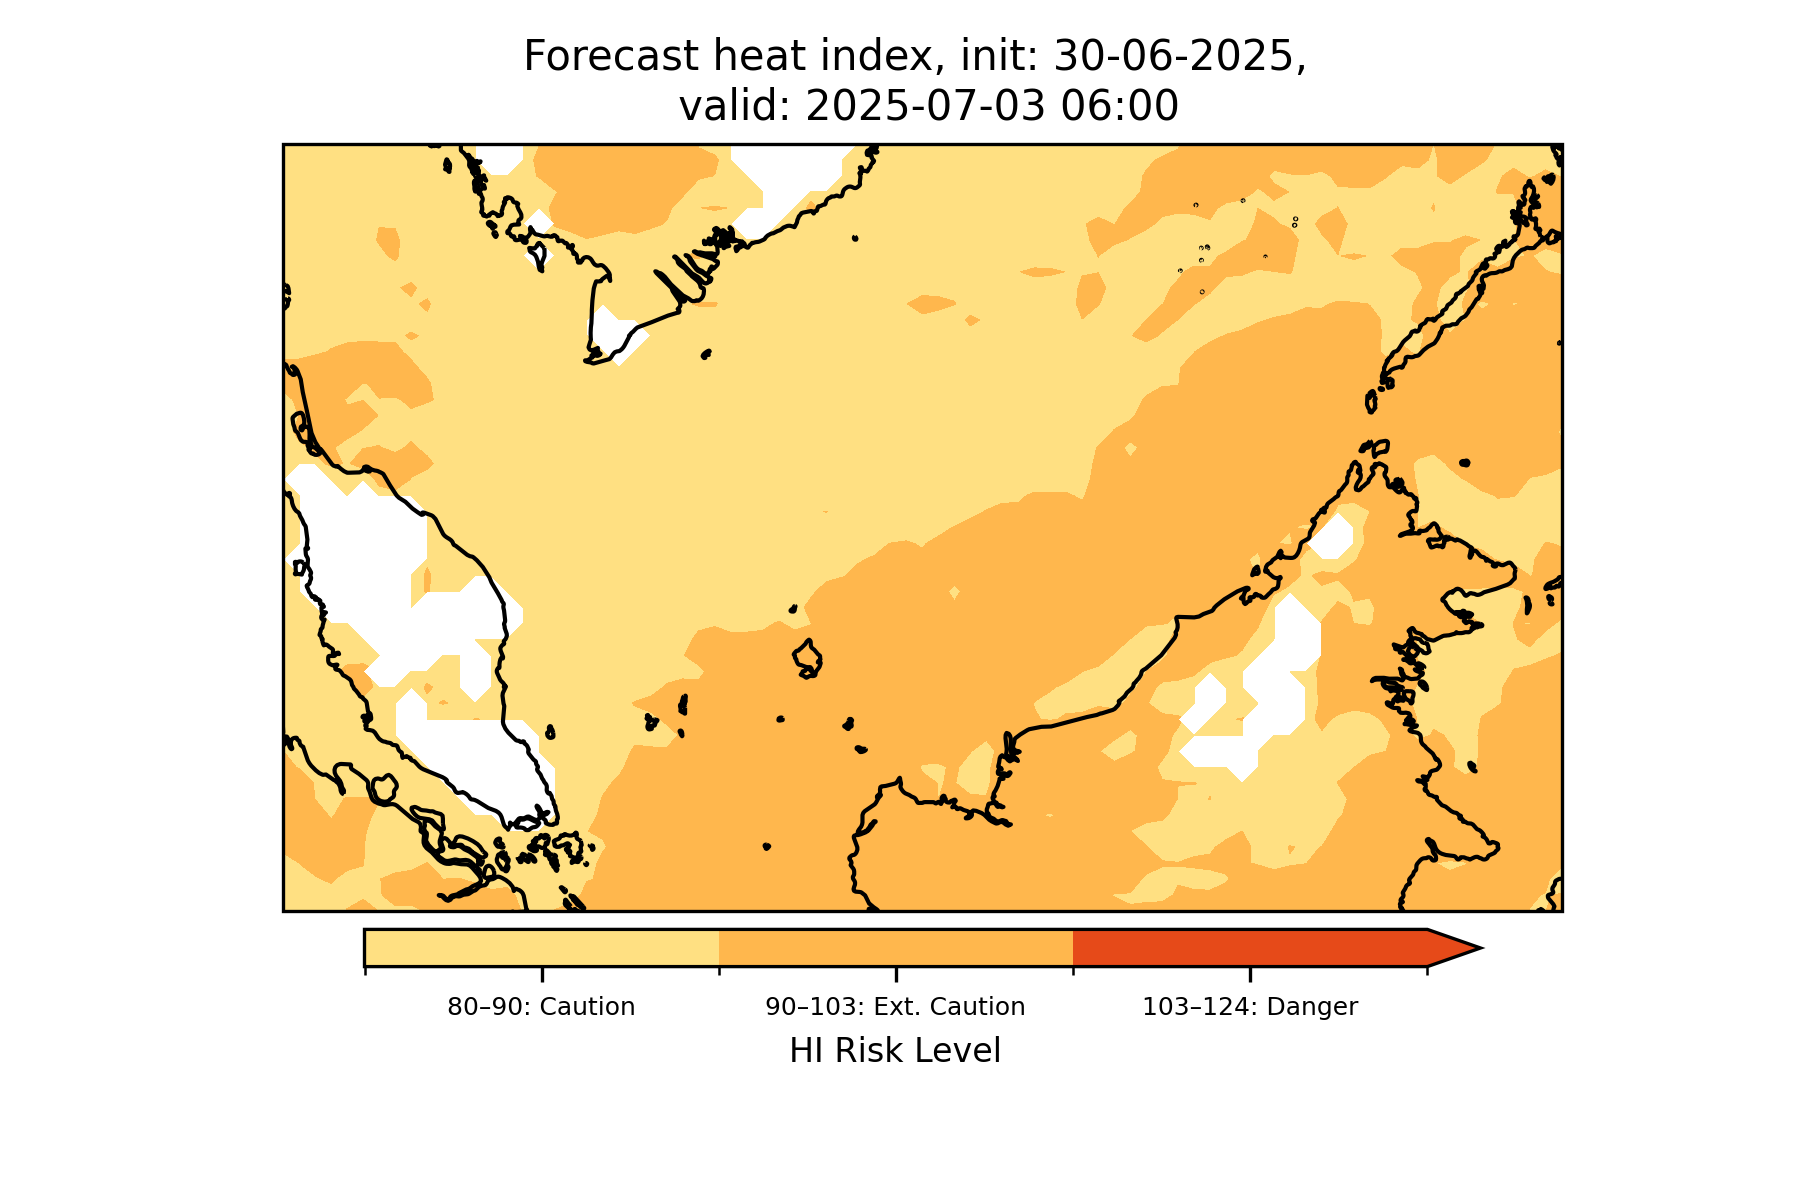 Forecast heat index, init: 30-06-2025,
valid: 2025-07-03 06:00
80–90: Caution
90–103: Ext. Caution
103–124: Danger
HI Risk Level